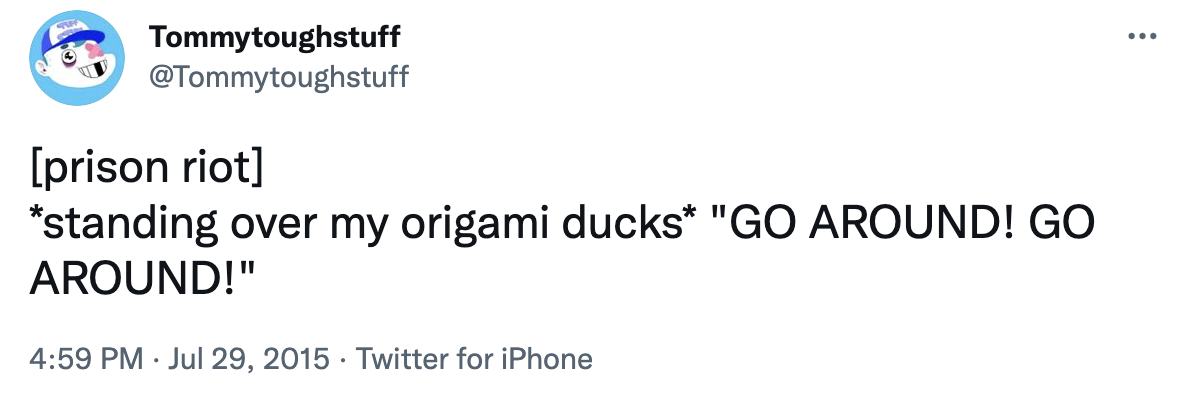 Tommytoughstuff
@Tommytoughstuff
[prison riot]
*standing over my origami ducks* "GO AROUND! GO
AROUND!"
4:59 PM · Jul 29, 2015 · Twitter for iPhone